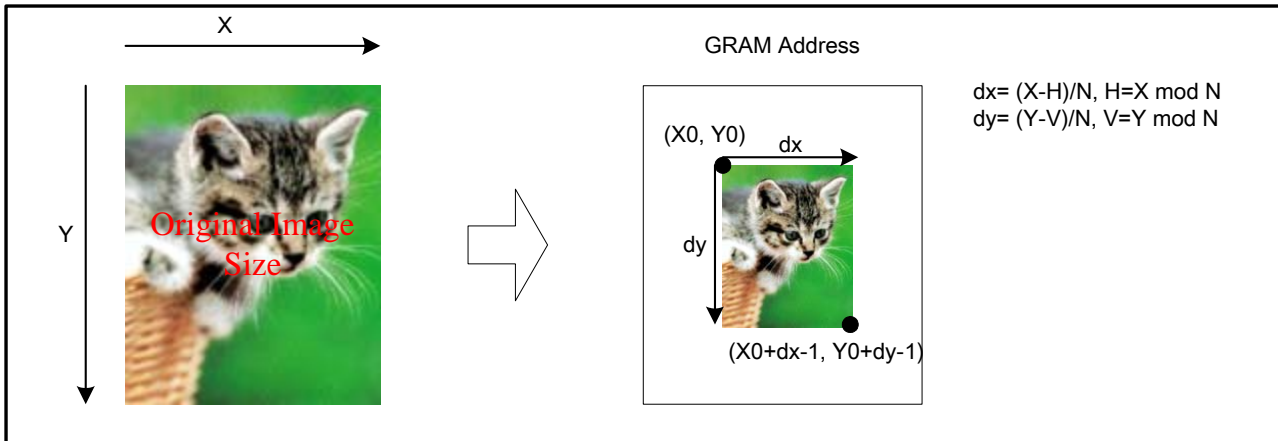 X
GRAM Address
dx= (X-H)/N, H=X mod N
dy= (Y-V)/N, V=Y mod N
(X0, Y0)
dx
Y
Original Image
Size
dy
(X0+dx-1, Y0+dy-1)